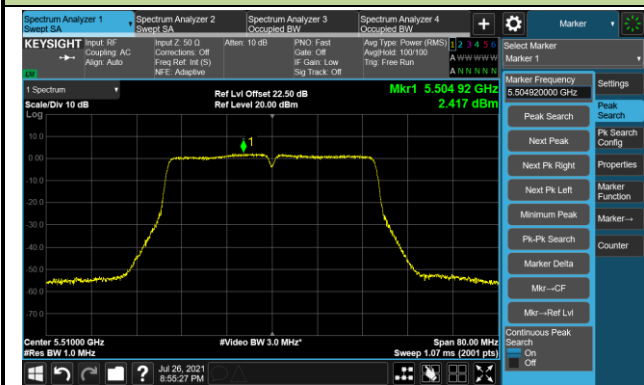 Spectrum Analyzer 1
Swept SA
Spectrum Analyzer 2
Swept SA
Spectrum Analyzer 3
Occupied BW
Spectrum Analyzer 4
Occupied BW
+
Marker
KEYSIGHT
Input: RF
Coupling: AC
Align: Auto
Input Z: 50 Ω
Corrections: Off
Freq Ref: Int (S)
NFE: Adaptive
Atten: 10 dB
PNO: Fast
Gate: Off
IF Gain: Low
Sig Track: Off
Avg Type: Power (RMS)
Avg|Hold: 100/100
Trig: Free Run
1 2 3 4 5 6
A W W W W W
A N N N N N
Select Marker
Marker 1
1 Spectrum
Scale/Div 10 dB
Log
Ref Lvl Offset 22.50 dB
Ref Level 20.00 dBm
Mkr1 5.504 92 GHz
2.417 dBm
10.0
0.00
-10.0
-20.0
-30.0
-40.0
-50.0
-60.0
-70.0
1
Center 5.51000 GHz
#Res BW 1.0 MHz
#Video BW 3.0 MHz*
Span 80.00 MHz
Sweep 1.07 ms (2001 pts)
Marker Frequency
5.504920000 GHz
Peak Search
Next Peak
Next Pk Right
Next Pk Left
Minimum Peak
Pk-Pk Search
Marker Delta
Mkr→CF
Mkr→Ref Lvl
Continuous Peak
Search
On
Off
Settings
Peak
Search
Pk Search
Config
Properties
Marker
Function
Marker→
Counter
?
Jul 26, 2021
8:55:27 PM